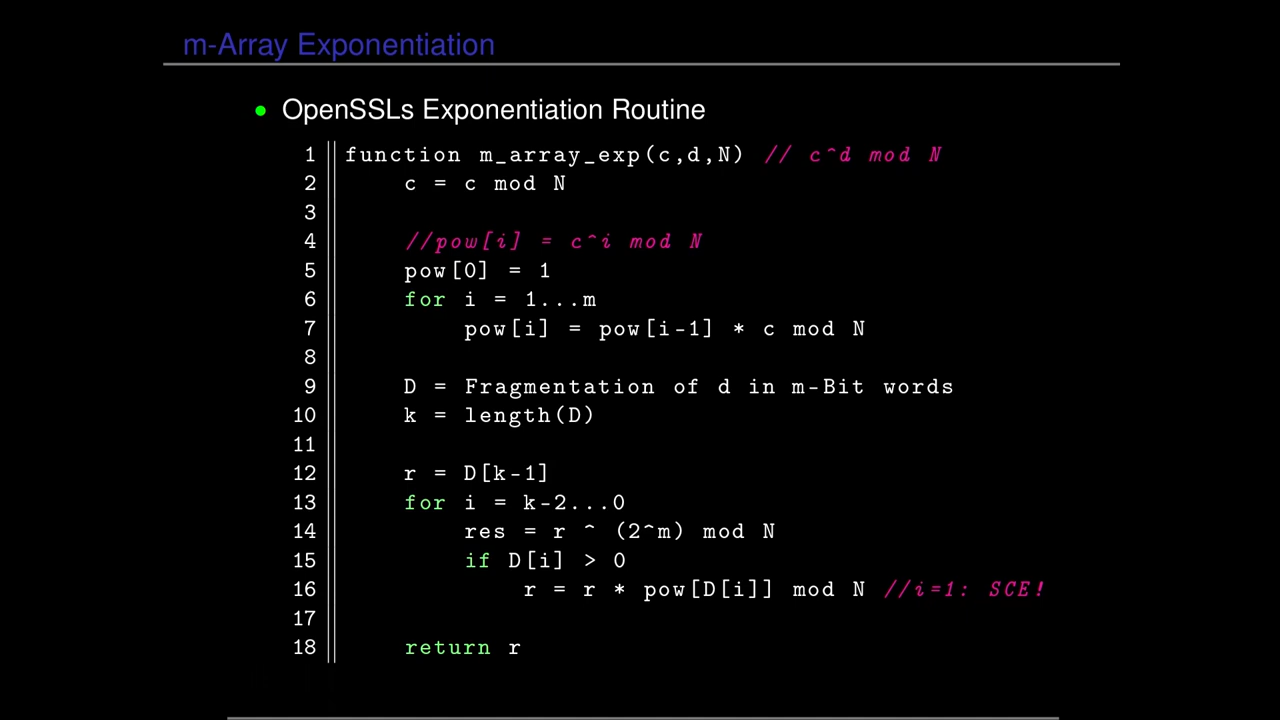 m-Array Exponentiation
• OpenSSLs Exponentiation Routine
1 function m_array_exp(c,d,N) // c^d mod N
2 c = c mod N
3
4 //pow[i] = c^i mod N
5 pow[0] = 1
6 for i = 1...m
7 pow[i] = pow[i-1] * c mod N
8
9 D = Fragmentation of d in m-Bit words
10 k = length(D)
11
12 r = D[k-1]
13 for i = k-2...0
14 res = r ^ (2^m) mod N
15 if D[i] > 0
16 r = r * pow[D[i]] mod N //i=1: SCE!
17
18 return r